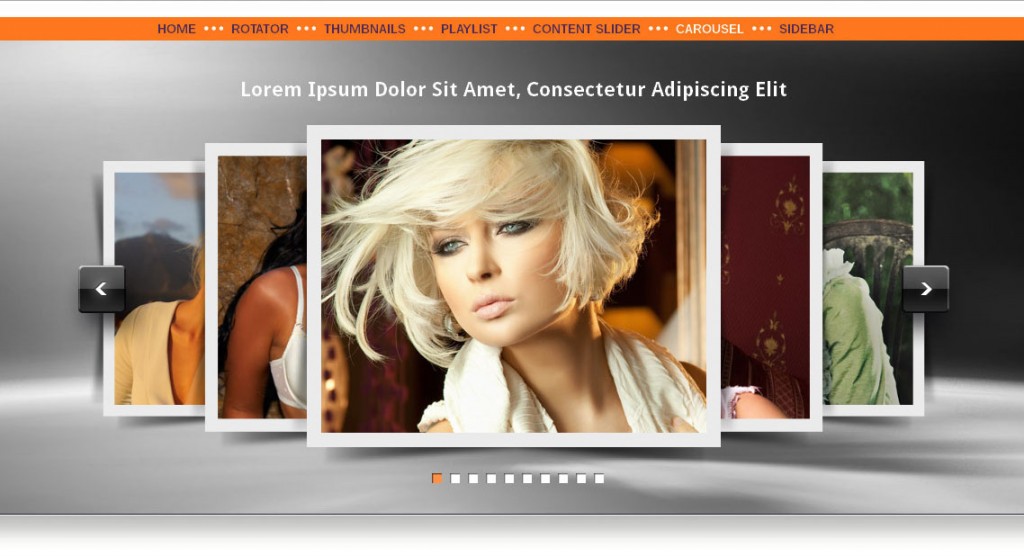 HOME ••• ROTATOR ••• THUMBNAILS ••• PLAYLIST ••• CONTENT SLIDER ••• CAROUSEL ••• SIDEBAR
Lorem Ipsum Dolor Sit Amet, Consectetur Adipiscing Elit